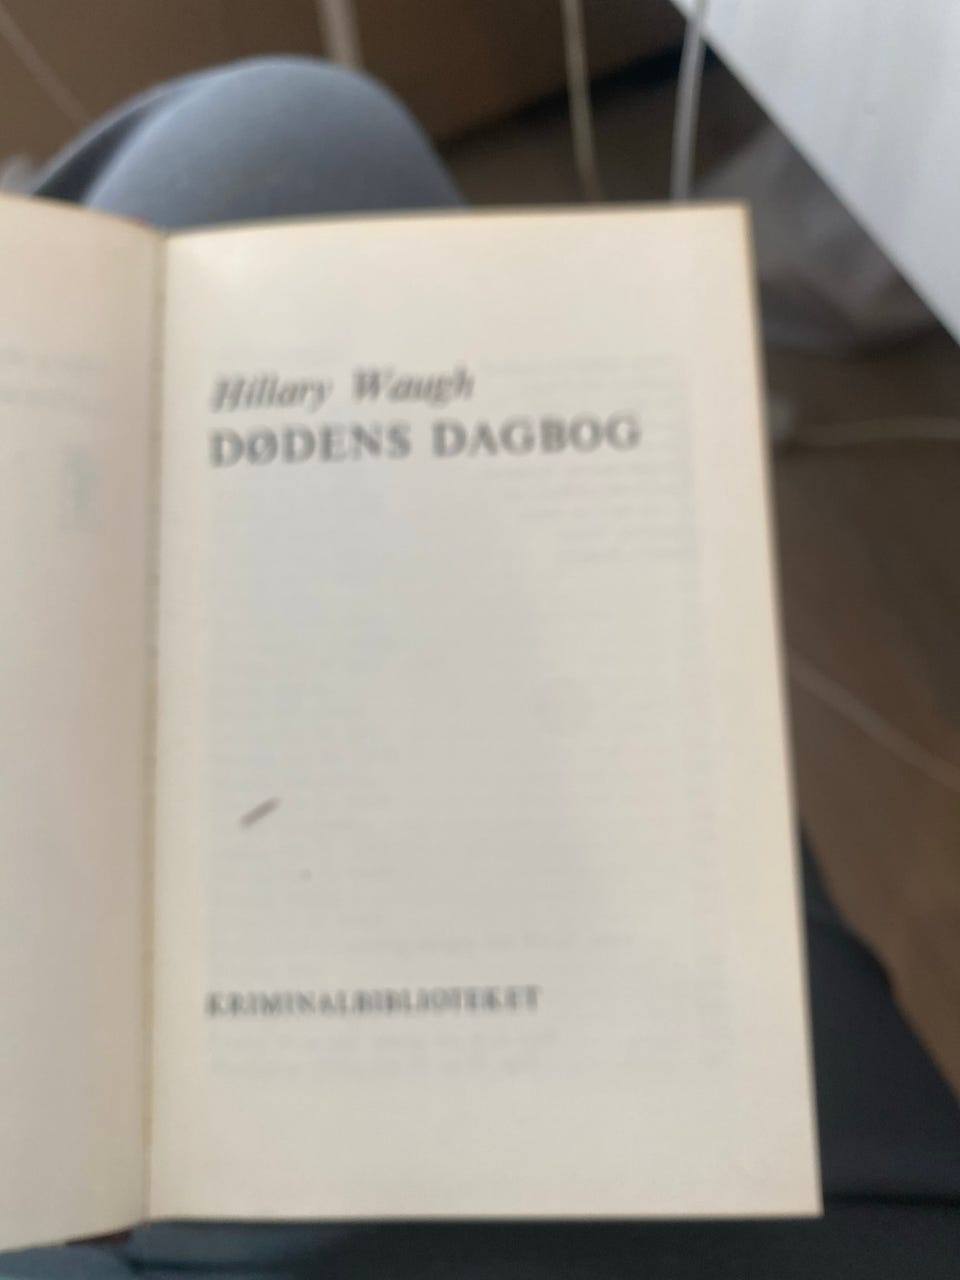 Hillary Waugh
DØDENS DAGBOG
KRIMINALBIBLIOTEKET